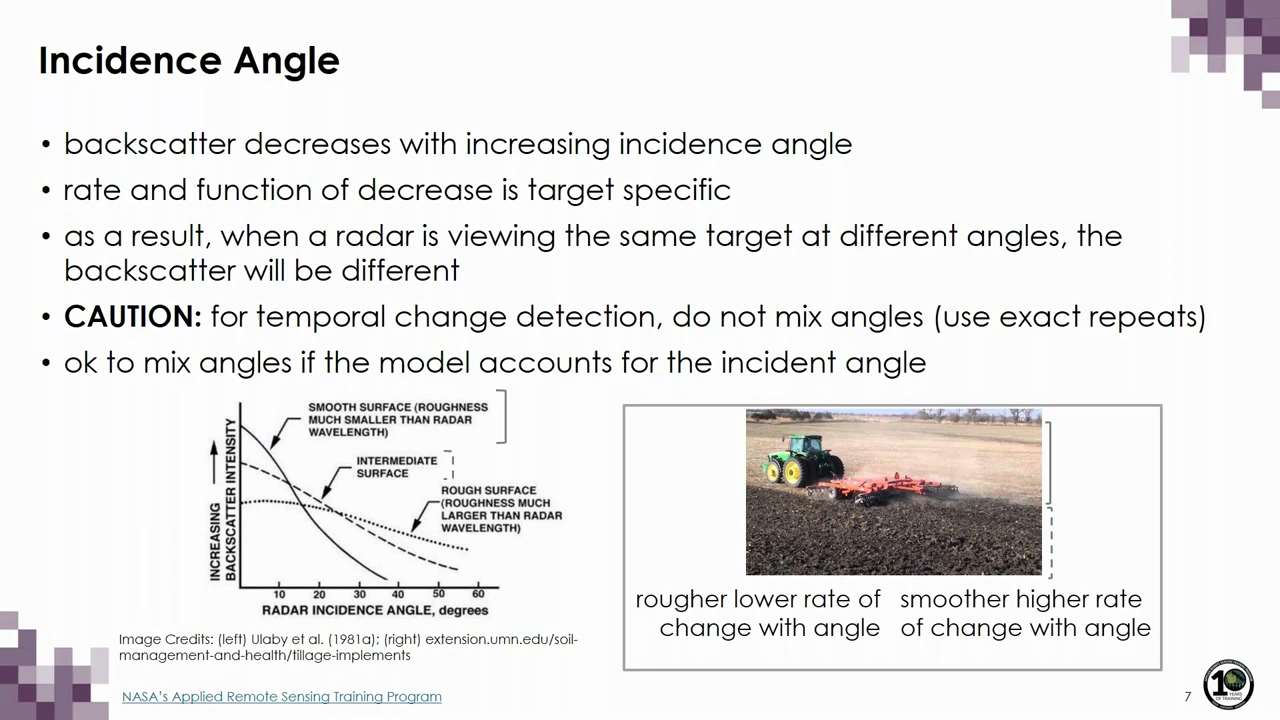 Incidence Angle
• backscatter decreases with increasing incidence angle
• rate and function of decrease is target specific
• as a result, when a radar is viewing the same target at different angles, the
backscatter will be different
• CAUTION: for temporal change detection, do not mix angles (use exact repeats)
• ok to mix angles if the model accounts for the incident angle
SMOOTH SURFACE (ROUGHNESS
MUCH SMALLER THAN RADAR
WAVELENGTH)
INTERMEDIATE
SURFACE
ROUGH SURFACE
(ROUGHNESS MUCH
LARGER THAN RADAR
WAVELENGTH)
INCREASING
BACKSCATTER INTENSITY
10 20 30 40 50 60
RADAR INCIDENCE ANGLE, degrees
rougher lower rate of
change with angle
smoother higher rate
of change with angle
Image Credits: (left) Ulaby et al. (1981a); (right) extension.umn.edu/soil-
management-and-health/tillage-implements
NASA's Applied Remote Sensing Training Program
7
10
YEARS
OF TRAINING